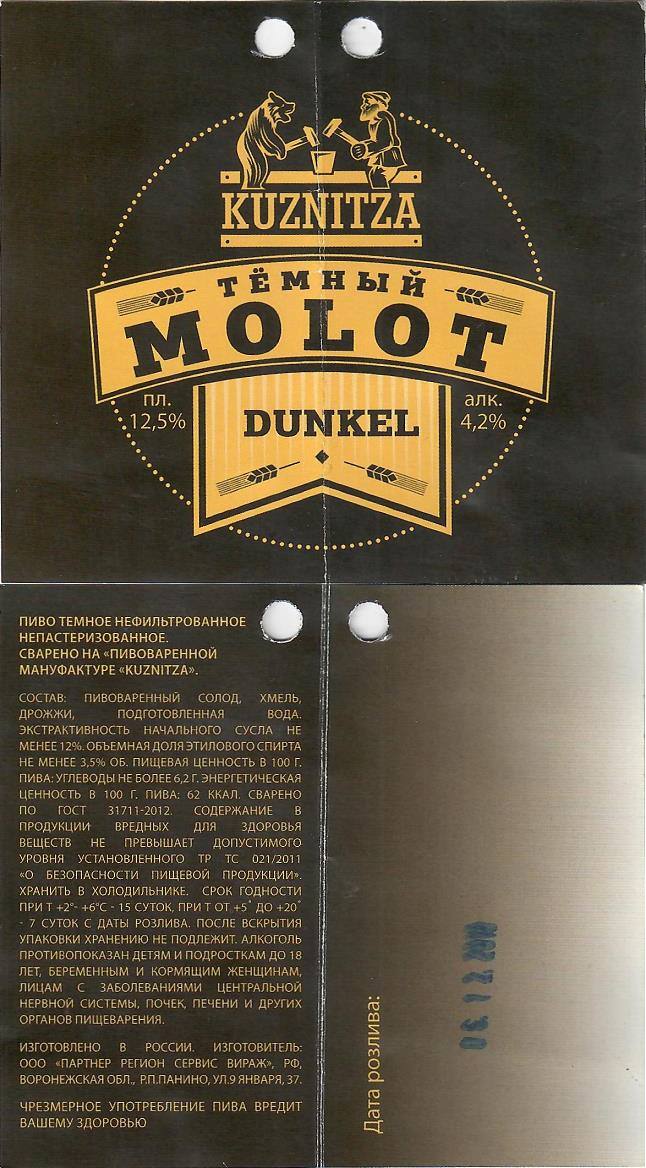 KUZNITZA
ТЁМНЫЙ
MOLOT
пл.
12,5%
алк.
4,2%
DUNKEL
ПИВО ТЕМНОЕ НЕФИЛЬТРОВАННОЕ
НЕПАСТЕРИЗОВАННОЕ.
СВАРЕНО НА «ПИВОВАРЕННОЙ
МАНУФАКТУРЕ «KUZNITZA».
СОСТАВ: ПИВОВАРЕННЫЙ СОЛОД, ХМЕЛЬ,
ДРОЖЖИ, ПОДГОТОВЛЕННАЯ ВОДА.
ЭКСТРАКТИВНОСТЬ НАЧАЛЬНОГО СУСЛА НЕ
МЕНЕЕ 12%. ОБЪЕМНАЯ ДОЛЯ ЭТИЛОВОГО СПИРТА
НЕ МЕНЕЕ 3,5% ОБ. ПИЩЕВАЯ ЦЕННОСТЬ В 100 Г.
ПИВА: УГЛЕВОДЫ НЕ БОЛЕЕ 6,2 Г. ЭНЕРГЕТИЧЕСКАЯ
ЦЕННОСТЬ В 100 Г. ПИВА: 62 ККАЛ. СВАРЕНО
ПО ГОСТ 31711-2012. СОДЕРЖАНИЕ В
ПРОДУКЦИИ ВРЕДНЫХ ДЛЯ ЗДОРОВЬЯ
ВЕЩЕСТВ НЕ ПРЕВЫШАЕТ ДОПУСТИМОГО
УРОВНЯ УСТАНОВЛЕННОГО ТР ТС 021/2011
«О БЕЗОПАСНОСТИ ПИЩЕВОЙ ПРОДУКЦИИ».
ХРАНИТЬ В ХОЛОДИЛЬНИКЕ. СРОК ГОДНОСТИ
ПРИ Т +2°- +6°С - 15 СУТОК, ПРИ Т ОТ +5° ДО +20°
- 7 СУТОК С ДАТЫ РОЗЛИВА. ПОСЛЕ ВСКРЫТИЯ
УПАКОВКИ ХРАНЕНИЮ НЕ ПОДЛЕЖИТ. АЛКОГОЛЬ
ПРОТИВОПОКАЗАН ДЕТЯМ И ПОДРОСТКАМ ДО 18
ЛЕТ, БЕРЕМЕННЫМ И КОРМЯЩИМ ЖЕНЩИНАМ,
ЛИЦАМ С ЗАБОЛЕВАНИЯМИ ЦЕНТРАЛЬНОЙ
НЕРВНОЙ СИСТЕМЫ, ПОЧЕК, ПЕЧЕНИ И ДРУГИХ
ОРГАНОВ ПИЩЕВАРЕНИЯ.
ИЗГОТОВЛЕНО В РОССИИ. ИЗГОТОВИТЕЛЬ:
ООО «ПАРТНЕР РЕГИОН СЕРВИС ВИРАЖ», РФ,
ВОРОНЕЖСКАЯ ОБЛ., Р.П.ПАНИНО, УЛ.9 ЯНВАРЯ, 37.
ЧРЕЗМЕРНОЕ УПОТРЕБЛЕНИЕ ПИВА ВРЕДИТ
ВАШЕМУ ЗДОРОВЬЮ
Дата розлива: